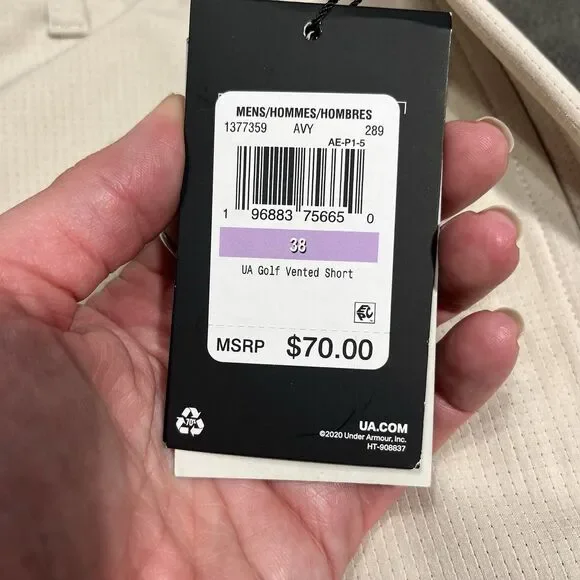 MENS/HOMMES/HOMBRES
1377359 AVY 289
AE-P1-5
1 96883 75665 0
38
UA Golf Vented Short
MSRP $70.00
70%
UA.COM
©2020 Under Armour, Inc.
HT-908837